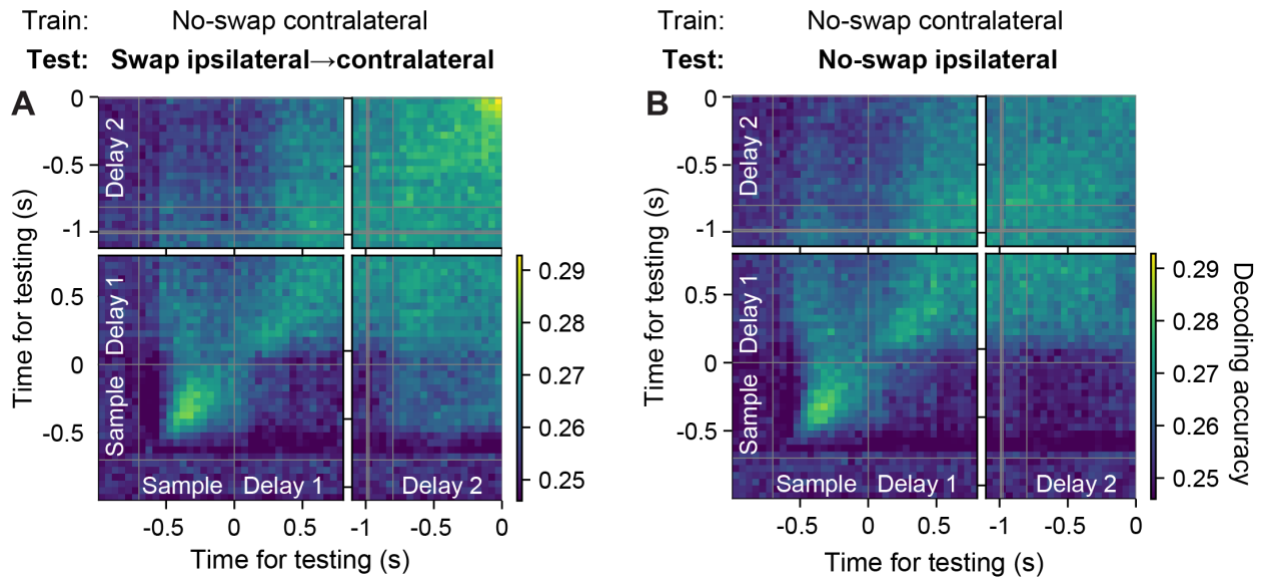 Train: No-swap contralateral
Test: Swap ipsilateral→contralateral
A
0
-0.5
-1
Delay 2
0.5
0
-0.5
Delay 1
Sample
Time for testing (s)
Sample Delay 1 Delay 2
-0.5 0 0.5 -1 -0.5 0
Time for testing (s)
0.29
0.28
0.27
0.26
0.25
Train: No-swap contralateral
Test: No-swap ipsilateral
B
0
-0.5
-1
Delay 2
0.5
0
-0.5
Delay 1
Sample
Time for testing (s)
Sample Delay 1 Delay 2
-0.5 0 0.5 -1 -0.5 0
Time for testing (s)
0.29
0.28
0.27
0.26
0.25
Decoding accuracy